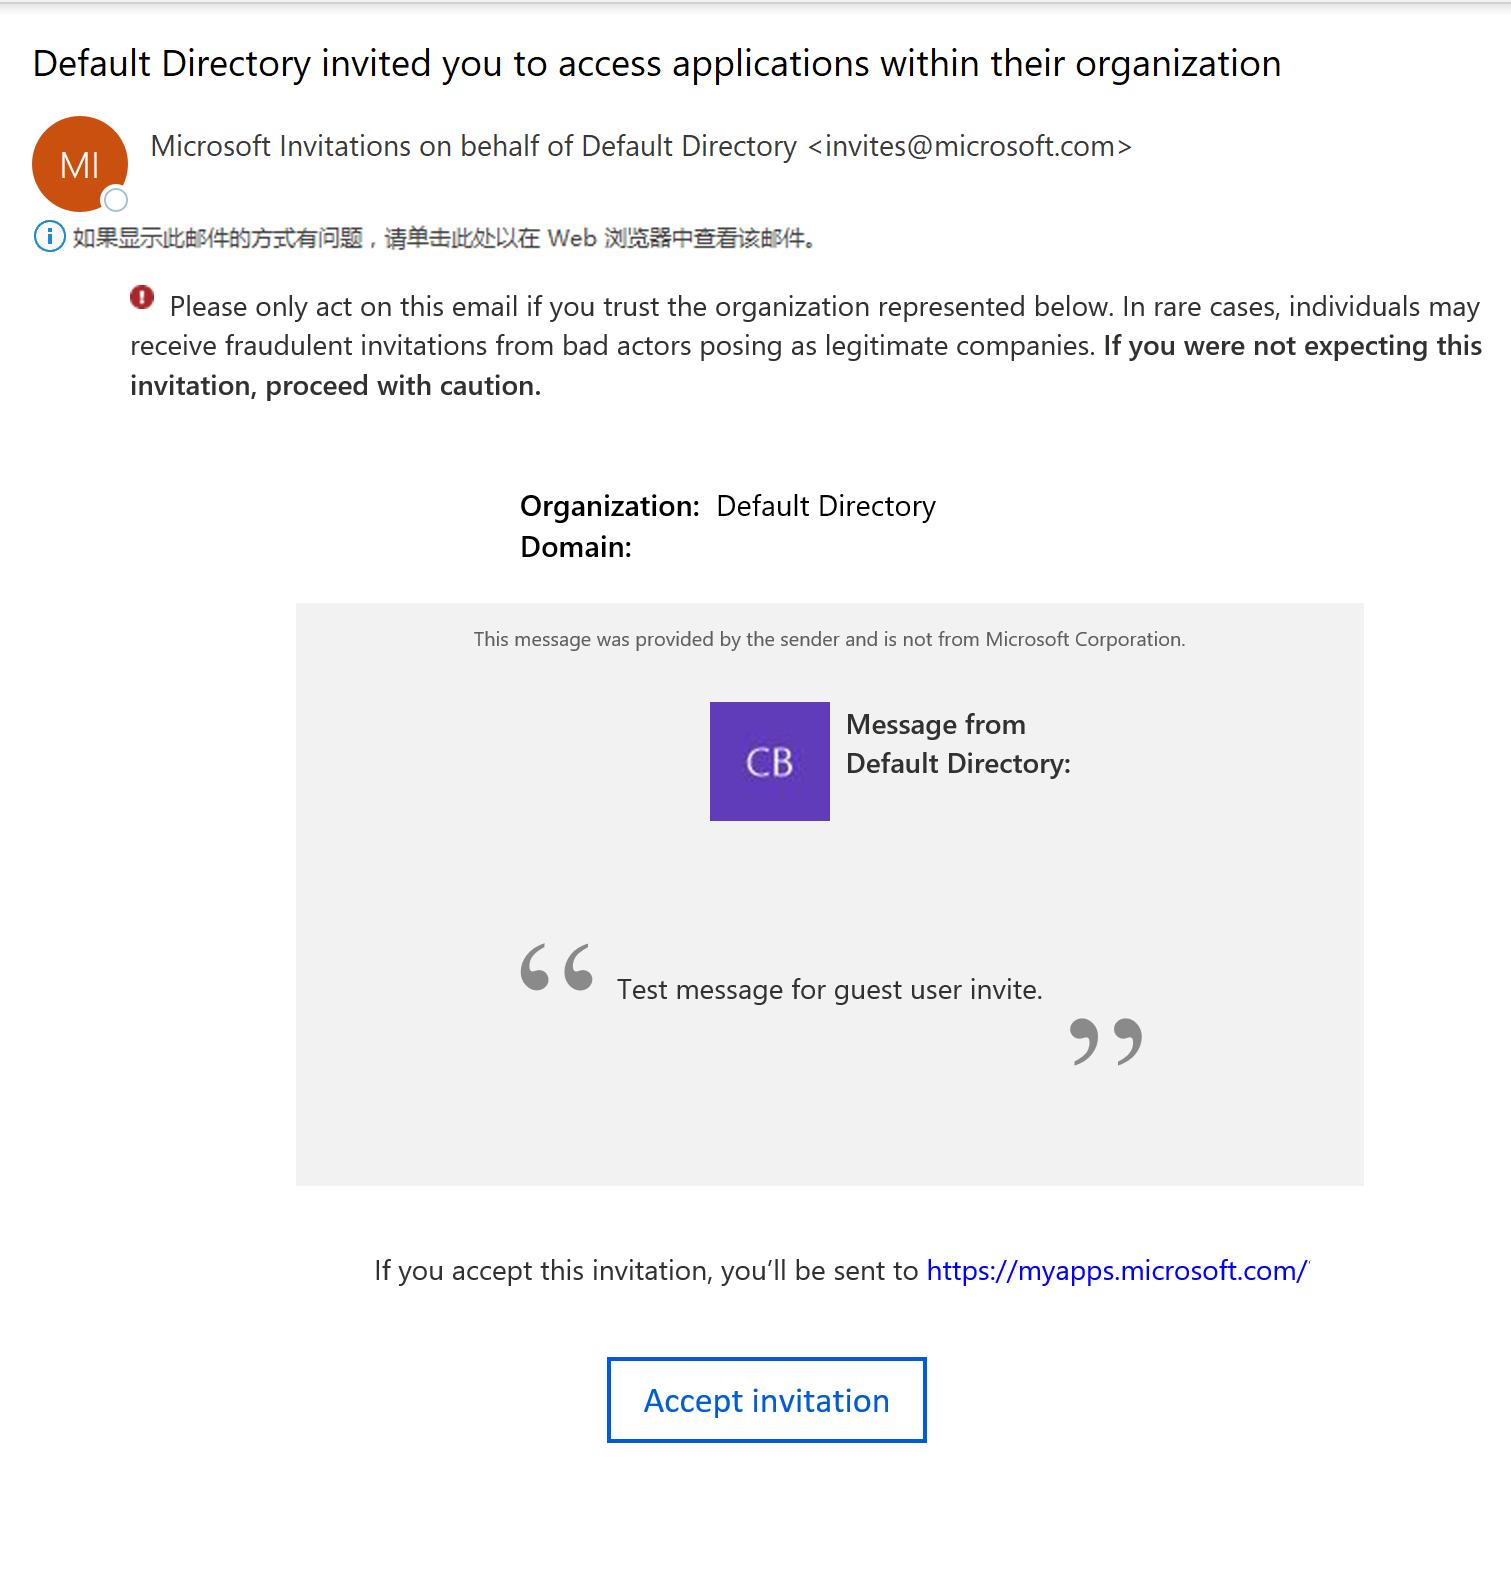 Default Directory invited you to access applications within their organization
MI
Microsoft Invitations on behalf of Default Directory <invites@microsoft.com>
如果显示此邮件的方式有问题，请单击此处以在 Web 浏览器中查看该邮件。
Please only act on this email if you trust the organization represented below. In rare cases, individuals may
receive fraudulent invitations from bad actors posing as legitimate companies. If you were not expecting this
invitation, proceed with caution.
Organization: Default Directory
Domain:
This message was provided by the sender and is not from Microsoft Corporation.
CB
Message from
Default Directory:
“ Test message for guest user invite. ”
If you accept this invitation, you’ll be sent to https://myapps.microsoft.com/
Accept invitation